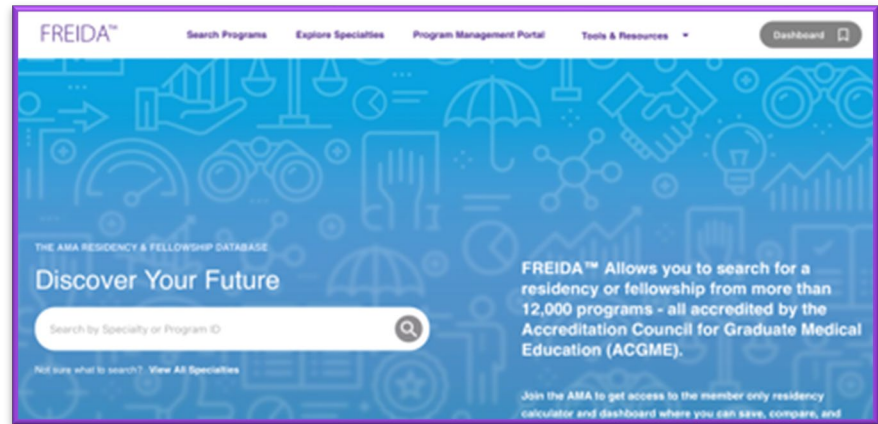 FREIDA™
Search Programs Explore Specialties Program Management Portal Tools & Resources Dashboard
THE AMA RESIDENCY & FELLOWSHIP DATABASE
Discover Your Future
Search by Specialty or Program ID
Not sure what to search? View All Specialties
FREIDA™ Allows you to search for a
residency or fellowship from more than
12,000 programs - all accredited by the
Accreditation Council for Graduate Medical
Education (ACGME).
Join the AMA to get access to the member only residency
calculator and dashboard where you can save, compare, and